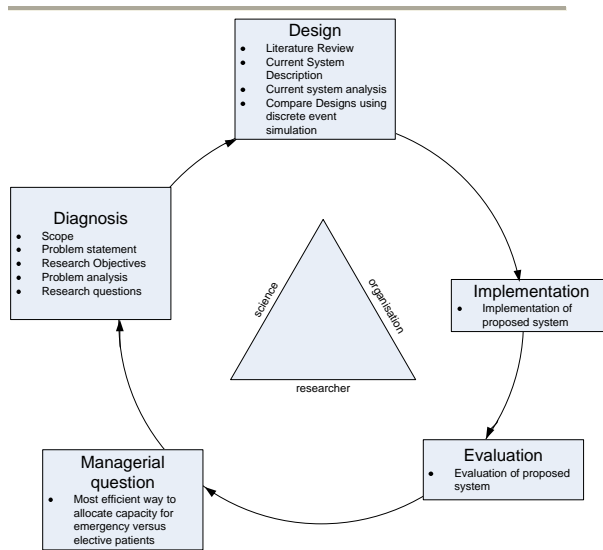 Design
• Literature Review
• Current System
Description
• Current system analysis
• Compare Designs using
discrete event
simulation
Diagnosis
• Scope
• Problem statement
• Research Objectives
• Problem analysis
• Research questions
science
organisation
researcher
Implementation
• Implementation of
proposed system
Evaluation
• Evaluation of proposed
system
Managerial
question
• Most efficient way to
allocate capacity for
emergency versus
elective patients